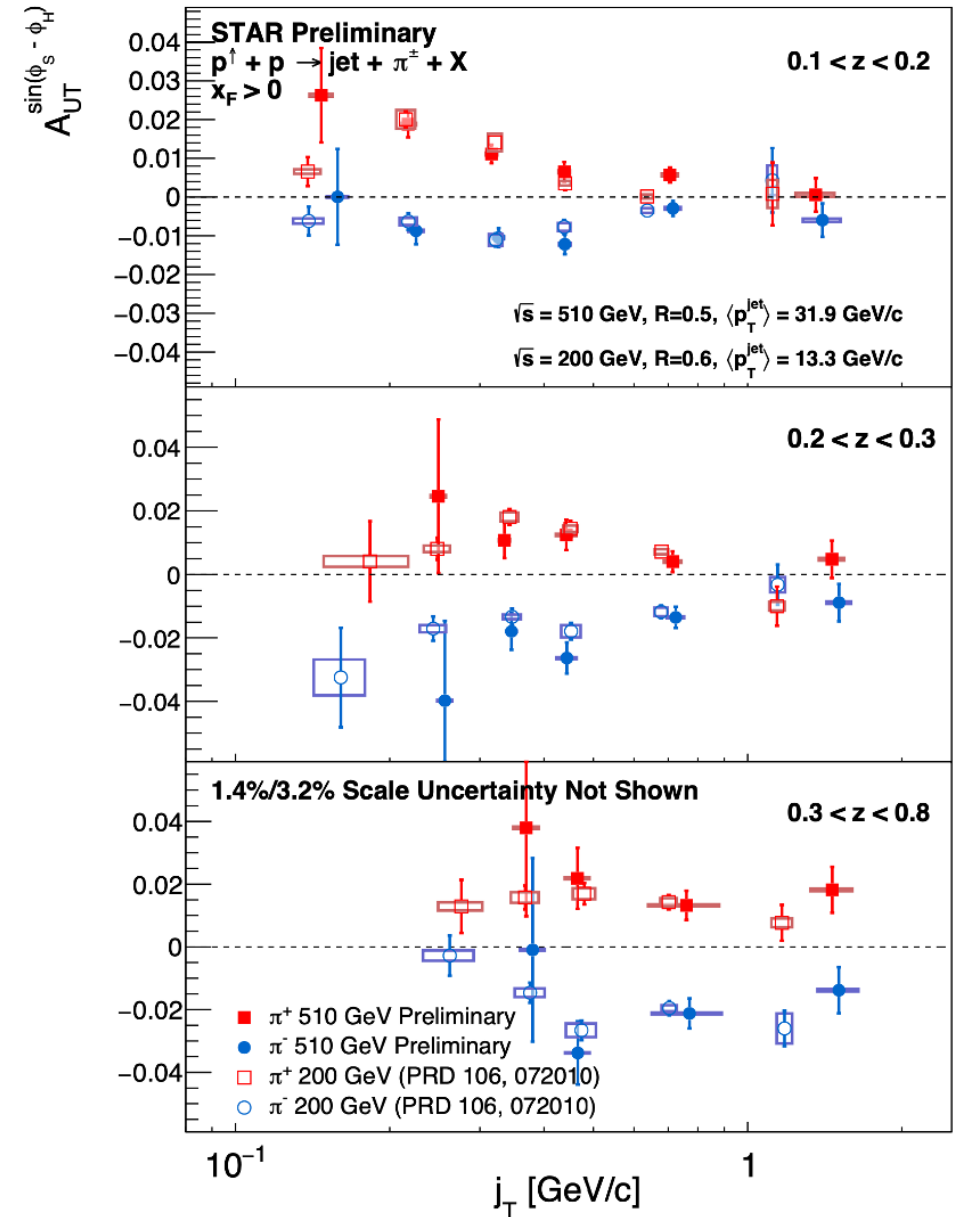 A_UT^sin(ϕ_S - ϕ_H)
STAR Preliminary
p^↑ + p → jet + π^± + X
x_F > 0
0.1 < z < 0.2
0.04
0.03
0.02
0.01
0
−0.01
−0.02
−0.03
−0.04
√s = 510 GeV, R=0.5, ⟨p_T^jet⟩ = 31.9 GeV/c
√s = 200 GeV, R=0.6, ⟨p_T^jet⟩ = 13.3 GeV/c
0.2 < z < 0.3
0.04
0.02
0
−0.02
−0.04
1.4%/3.2% Scale Uncertainty Not Shown
0.3 < z < 0.8
0.04
0.02
0
−0.02
−0.04
π^+ 510 GeV Preliminary
π^- 510 GeV Preliminary
π^+ 200 GeV (PRD 106, 072010)
π^- 200 GeV (PRD 106, 072010)
10^−1
1
j_T [GeV/c]